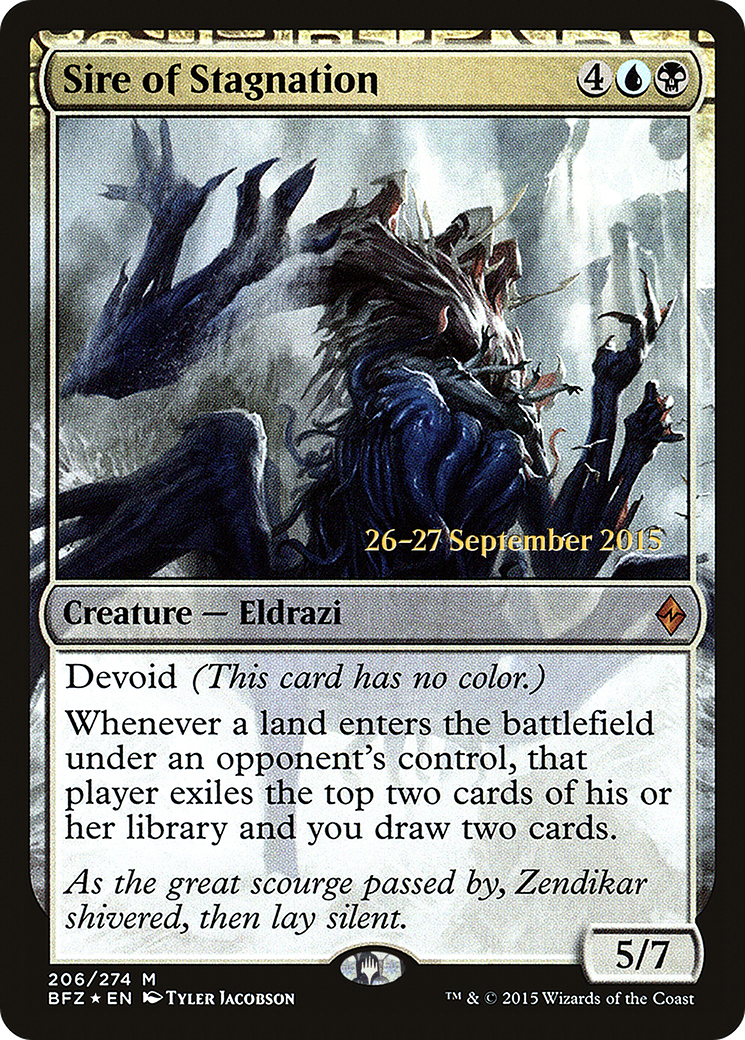 Sire of Stagnation 4
26–27 September 2015
Creature — Eldrazi
Devoid (This card has no color.)
Whenever a land enters the battlefield
under an opponent's control, that
player exiles the top two cards of his or
her library and you draw two cards.
As the great scourge passed by, Zendikar
shivered, then lay silent.
5/7
206/274 M
BFZ ★ EN Tyler Jacobson
™ & © 2015 Wizards of the Coast